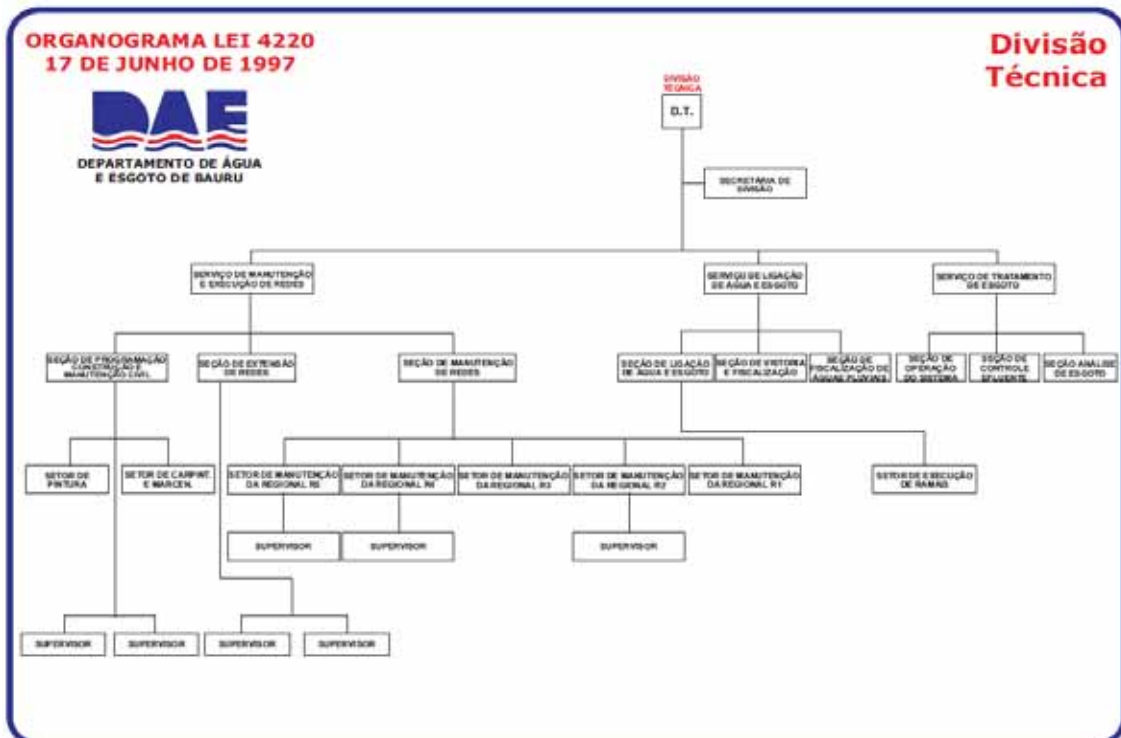 ORGANOGRAMA LEI 4220
17 DE JUNHO DE 1997
DAE
DEPARTAMENTO DE ÁGUA
E ESGOTO DE BAURU
Divisão
Técnica
DIVISÃO
TÉCNICA
D.T.
SECRETÁRIA DE
DIVISÃO
SERVIÇO DE MANUTENÇÃO
E EXECUÇÃO DE REDES
SERVIÇO DE LIGAÇÃO
DE ÁGUA E ESGOTO
SERVIÇO DE TRATAMENTO
DE ESGOTO
SEÇÃO DE PROGRAMAÇÃO
CONSTRUÇÃO E
MANUTENÇÃO CIVIL
SEÇÃO DE EXTENSÃO
DE REDES
SEÇÃO DE MANUTENÇÃO
DE REDES
SEÇÃO DE LIGAÇÃO
DE ÁGUA E ESGOTO
SEÇÃO DE VISTORIA
E FISCALIZAÇÃO
SEÇÃO DE
FISCALIZAÇÃO DE
ÁGUAS PLUVIAIS
SEÇÃO DE
OPERAÇÃO
DO SISTEMA
SEÇÃO DE
CONTROLE
EFLUENTE
SEÇÃO ANÁLISE
DE ESGOTO
SETOR DE
PINTURA
SETOR DE CARPINT.
E MARCEN.
SETOR DE MANUTENÇÃO
DA REGIONAL
SETOR DE MANUTENÇÃO
DA REGIONAL
SETOR DE MANUTENÇÃO
DA REGIONAL R3
SETOR DE MANUTENÇÃO
DA REGIONAL R2
SETOR DE MANUTENÇÃO
DA REGIONAL R1
SETOR DE EXECUÇÃO
DE RAMAIS
SUPERVISOR
SUPERVISOR
SUPERVISOR
SUPERVISOR
SUPERVISOR
SUPERVISOR
SUPERVISOR